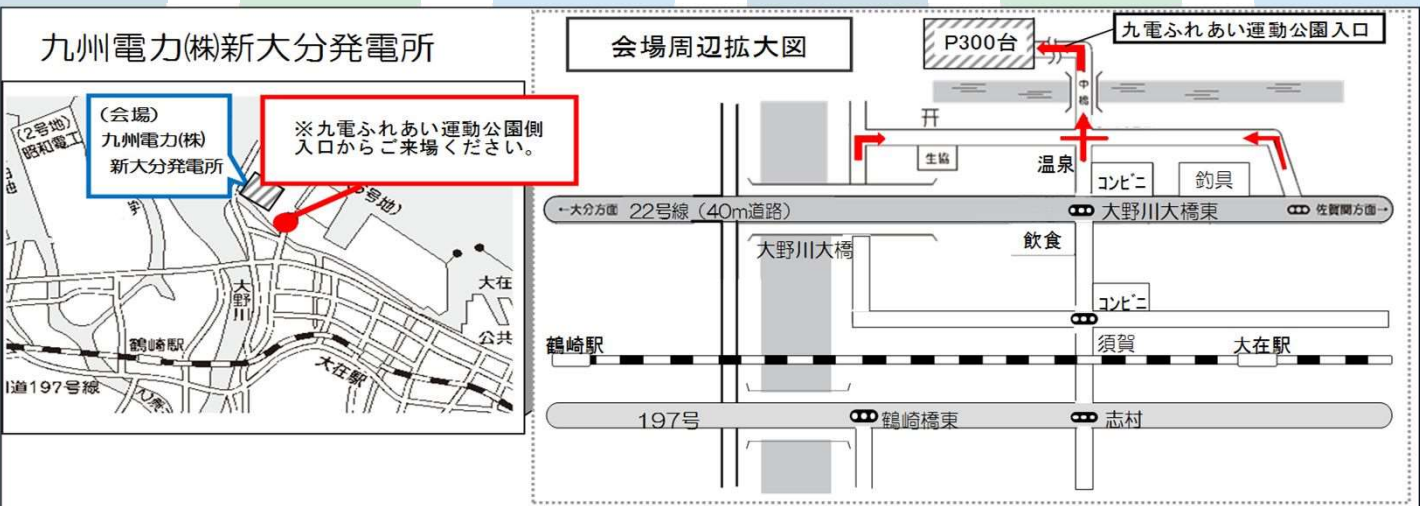 九州電力㈱新大分発電所
(会場)
九州電力(株)
新大分発電所
※九電ふれあい運動公園側
入口からご来場ください。
(2号地)
昭和電工
号地)
大野川
大在
公共
鶴崎駅
大在駅
道197号線
会場周辺拡大図
P300台
九電ふれあい運動公園入口
中橋
生協
温泉
コンビニ
釣具
←大分方面
22号線(40m道路)
大野川大橋東
佐賀関方面→
大野川大橋
飲食
コンビニ
鶴崎駅
須賀
大在駅
197号
鶴崎橋東
志村